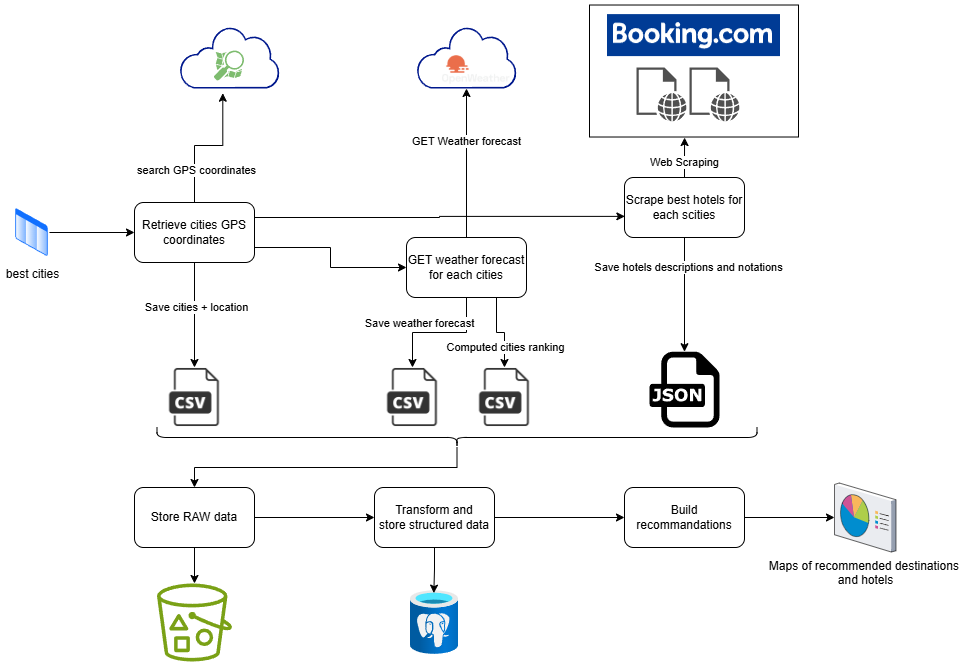 Booking.com
OpenWeather
GET Weather forecast
Web Scraping
search GPS coordinates
Scrape best hotels for
each scities
Retrieve cities GPS
coordinates
best cities
GET weather forecast
for each cities
Save hotels descriptions and notations
Save cities + location
Save weather forecast
Computed cities ranking
CSV
CSV
CSV
JSON
Store RAW data
Transform and
store structured data
Build
recommandations
Maps of recommended destinations
and hotels